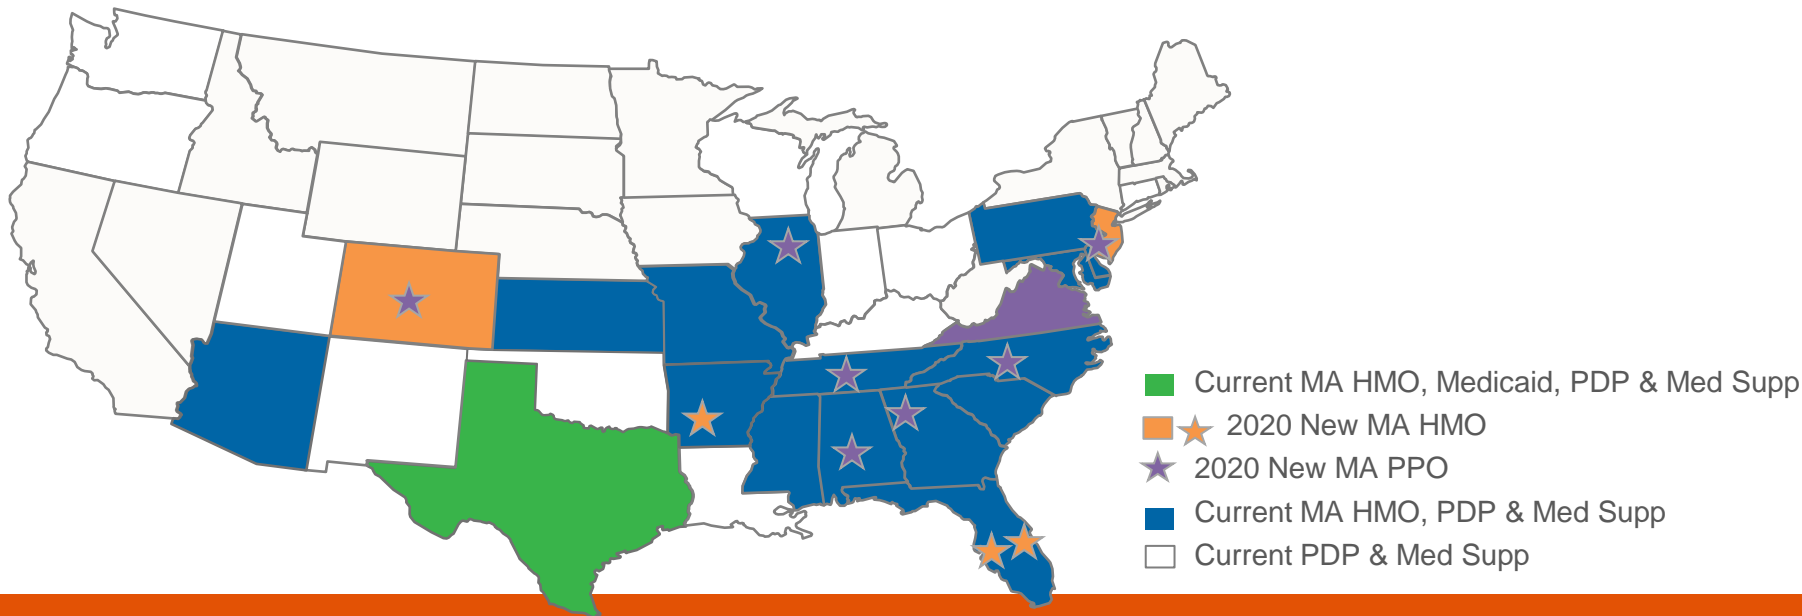 Current MA HMO, Medicaid, PDP & Med Supp
2020 New MA HMO
2020 New MA PPO
Current MA HMO, PDP & Med Supp
Current PDP & Med Supp